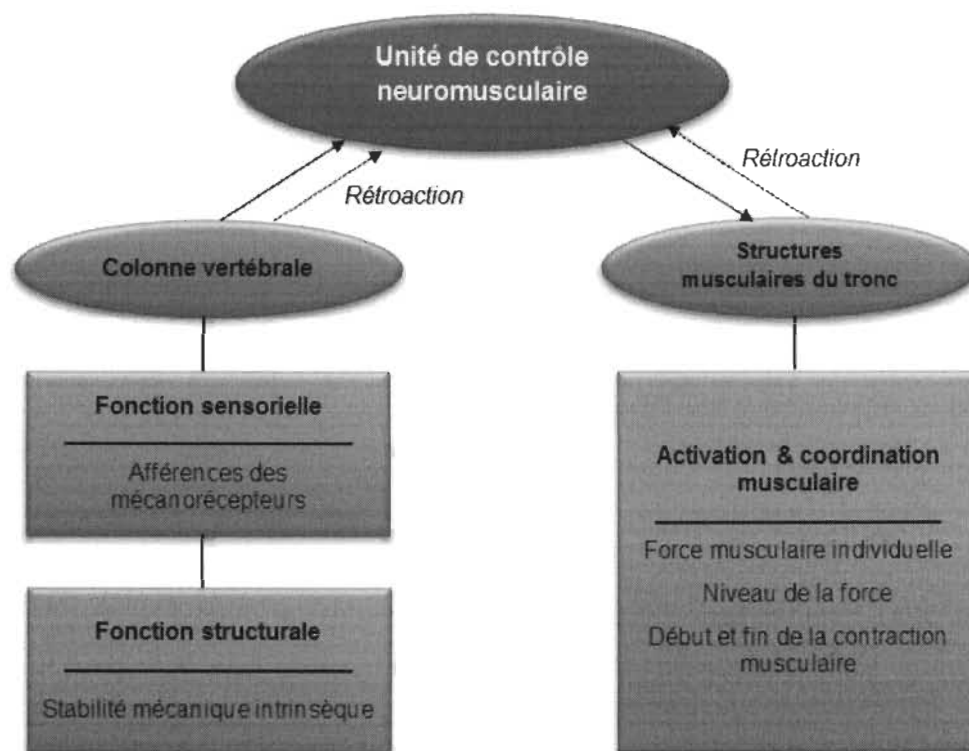 Unité de contrôle
neuromusculaire
Rétroaction
Rétroaction
Colonne vertébrale
Structures
musculaires du tronc
Fonction sensorielle
Afférences des
mécanorécepteurs
Fonction structurale
Stabilité mécanique intrinsèque
Activation & coordination
musculaire
Force musculaire individuelle
Niveau de la force
Début et fin de la contraction
musculaire